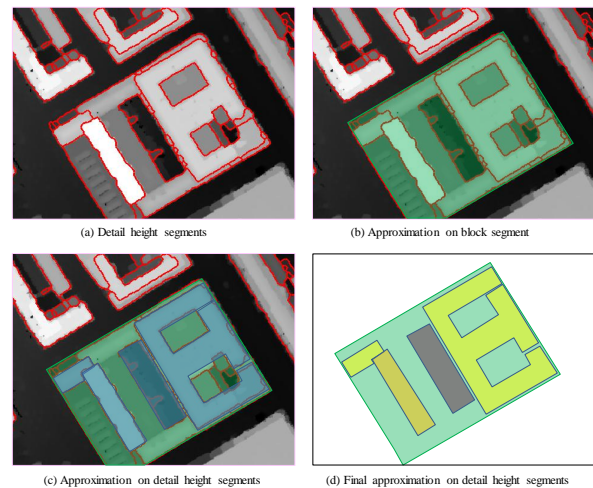 (a) Detail height segments
(b) Approximation on block segment
(c) Approximation on detail height segments
(d) Final approximation on detail height segments